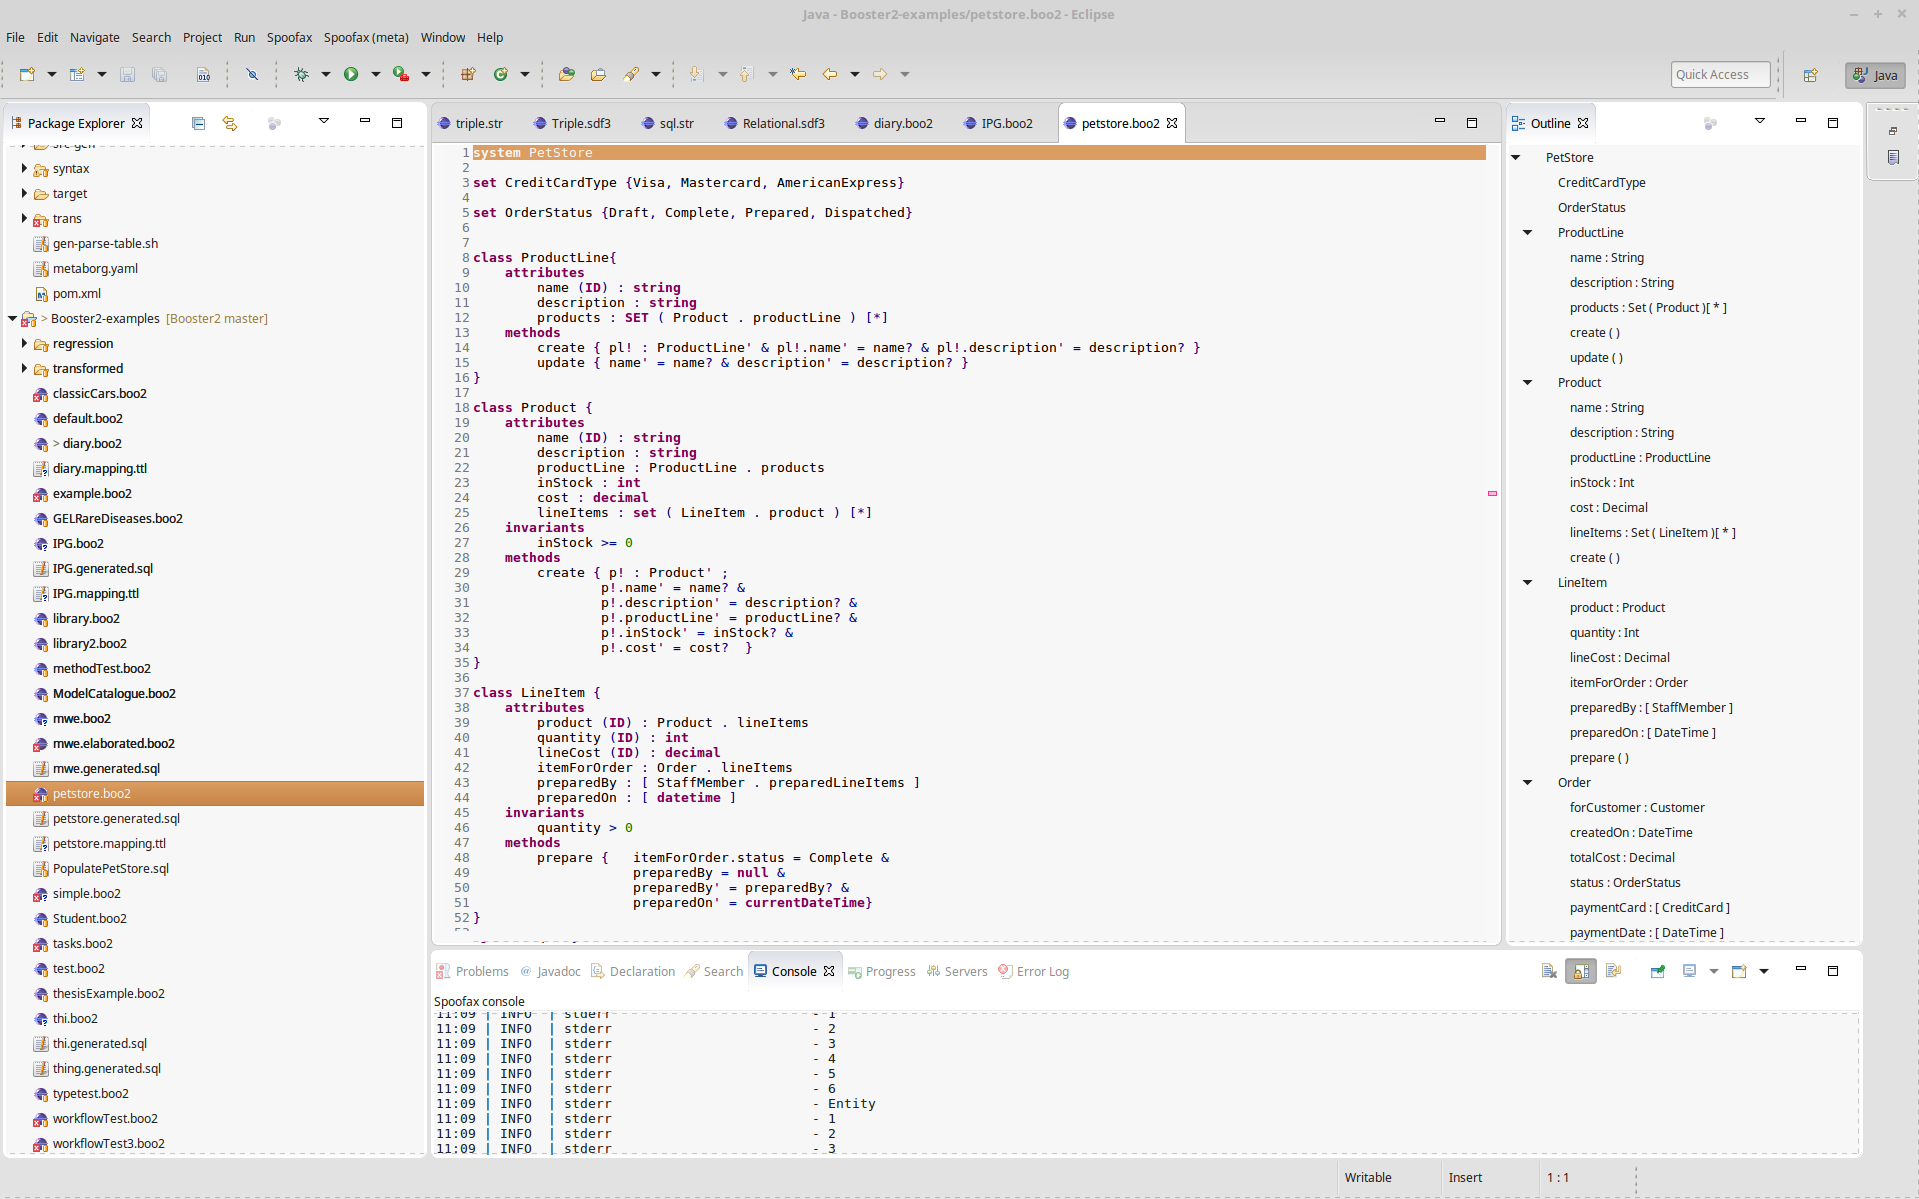 Java - Booster2-examples/petstore.boo2 - Eclipse
File Edit Navigate Search Project Run Spoofax Spoofax (meta) Window Help
Quick Access
Java
Package Explorer
src-gen
syntax
target
trans
gen-parse-table.sh
metaborg.yaml
pom.xml
> Booster2-examples [Booster2 master]
regression
transformed
classicCars.boo2
default.boo2
> diary.boo2
diary.mapping.ttl
example.boo2
GELRareDiseases.boo2
IPG.boo2
IPG.generated.sql
IPG.mapping.ttl
library.boo2
library2.boo2
methodTest.boo2
ModelCatalogue.boo2
mwe.boo2
mwe.elaborated.boo2
mwe.generated.sql
petstore.boo2
petstore.generated.sql
petstore.mapping.ttl
PopulatePetStore.sql
simple.boo2
Student.boo2
tasks.boo2
test.boo2
thesisExample.boo2
thi.boo2
thi.generated.sql
thing.generated.sql
typetest.boo2
workflowTest.boo2
workflowTest3.boo2
triple.str Triple.sdf3 sql.str Relational.sdf3 diary.boo2 IPG.boo2 petstore.boo2
1 system PetStore
2
3 set CreditCardType {Visa, Mastercard, AmericanExpress}
4
5 set OrderStatus {Draft, Complete, Prepared, Dispatched}
6
7
8 class ProductLine{
9 attributes
10 name (ID) : string
11 description : string
12 products : SET ( Product . productLine ) [*]
13 methods
14 create { pl! : ProductLine' & pl!.name' = name? & pl!.description' = description? }
15 update { name' = name? & description' = description? }
16 }
17
18 class Product {
19 attributes
20 name (ID) : string
21 description : string
22 productLine : ProductLine . products
23 inStock : int
24 cost : decimal
25 lineItems : set ( LineItem . product ) [*]
26 invariants
27 inStock >= 0
28 methods
29 create { p! : Product' ;
30 p!.name' = name? &
31 p!.description' = description? &
32 p!.productLine' = productLine? &
33 p!.inStock' = inStock? &
34 p!.cost' = cost? }
35 }
36
37 class LineItem {
38 attributes
39 product (ID) : Product . lineItems
40 quantity (ID) : int
41 lineCost (ID) : decimal
42 itemForOrder : Order . lineItems
43 preparedBy : [ StaffMember . preparedLineItems ]
44 preparedOn : [ datetime ]
45 invariants
46 quantity > 0
47 methods
48 prepare { itemForOrder.status = Complete &
49 preparedBy = null &
50 preparedBy' = preparedBy? &
51 preparedOn' = currentDateTime}
52 }
Outline
PetStore
CreditCardType
OrderStatus
ProductLine
name : String
description : String
products : Set ( Product )[ * ]
create ( )
update ( )
Product
name : String
description : String
productLine : ProductLine
inStock : Int
cost : Decimal
lineItems : Set ( LineItem )[ * ]
create ( )
LineItem
product : Product
quantity : Int
lineCost : Decimal
itemForOrder : Order
preparedBy : [ StaffMember ]
preparedOn : [ DateTime ]
prepare ( )
Order
forCustomer : Customer
createdOn : DateTime
totalCost : Decimal
status : OrderStatus
paymentCard : [ CreditCard ]
paymentDate : [ DateTime ]
Problems Javadoc Declaration Search Console Progress Servers Error Log
Spoofax console
11:09 | INFO | stderr - 1
11:09 | INFO | stderr - 2
11:09 | INFO | stderr - 3
11:09 | INFO | stderr - 4
11:09 | INFO | stderr - 5
11:09 | INFO | stderr - 6
11:09 | INFO | stderr - Entity
11:09 | INFO | stderr - 1
11:09 | INFO | stderr - 2
11:09 | INFO | stderr - 3
Writable Insert 1 : 1